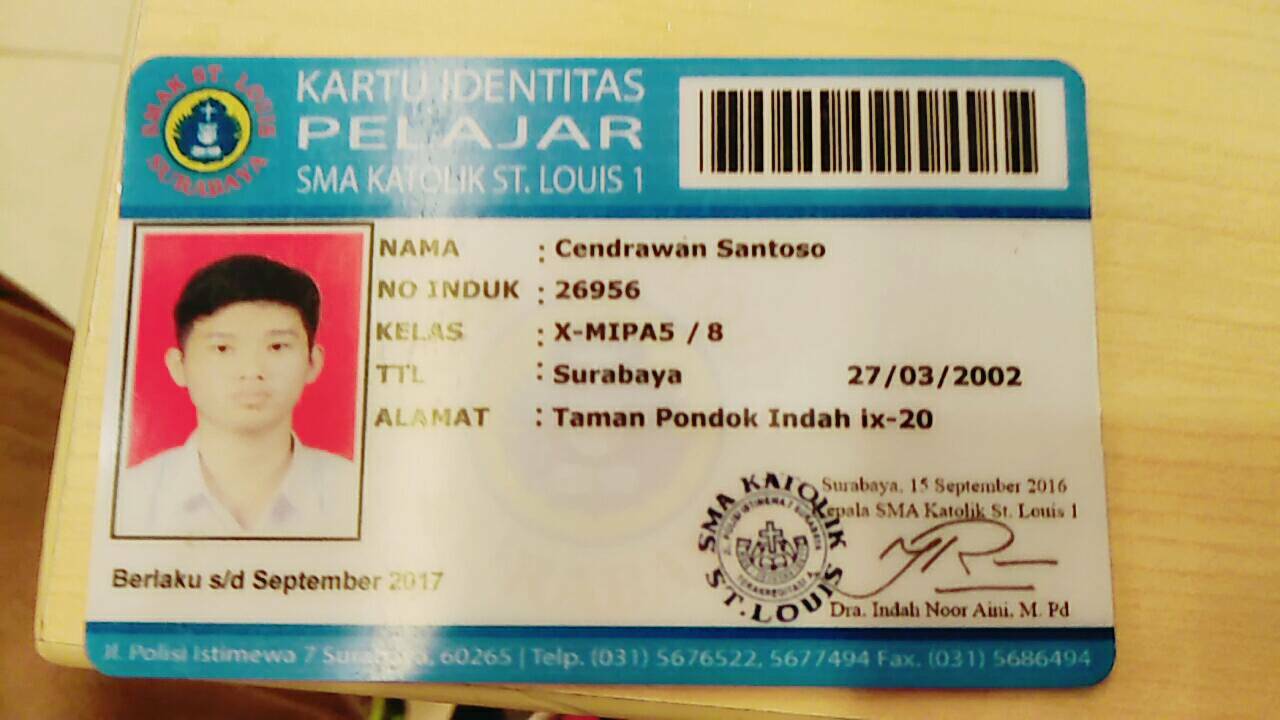 SMAK ST. LOUIS
SURABAYA
KARTU IDENTITAS
PELAJAR
SMA KATOLIK ST. LOUIS 1
NAMA : Cendrawan Santoso
NO INDUK : 26956
KELAS : X-MIPA5 / 8
TTL : Surabaya 27/03/2002
ALAMAT : Taman Pondok Indah ix-20
Surabaya, 15 September 2016
Kepala SMA Katolik St. Louis 1
SMA KATOLIK
ST. LOUIS
Dra. Indah Noor Aini, M. Pd
Berlaku s/d September 2017
Jl. Polisi Istimewa 7 Surabaya, 60265 | Telp. (031) 5676522, 5677494 Fax. (031) 5686494